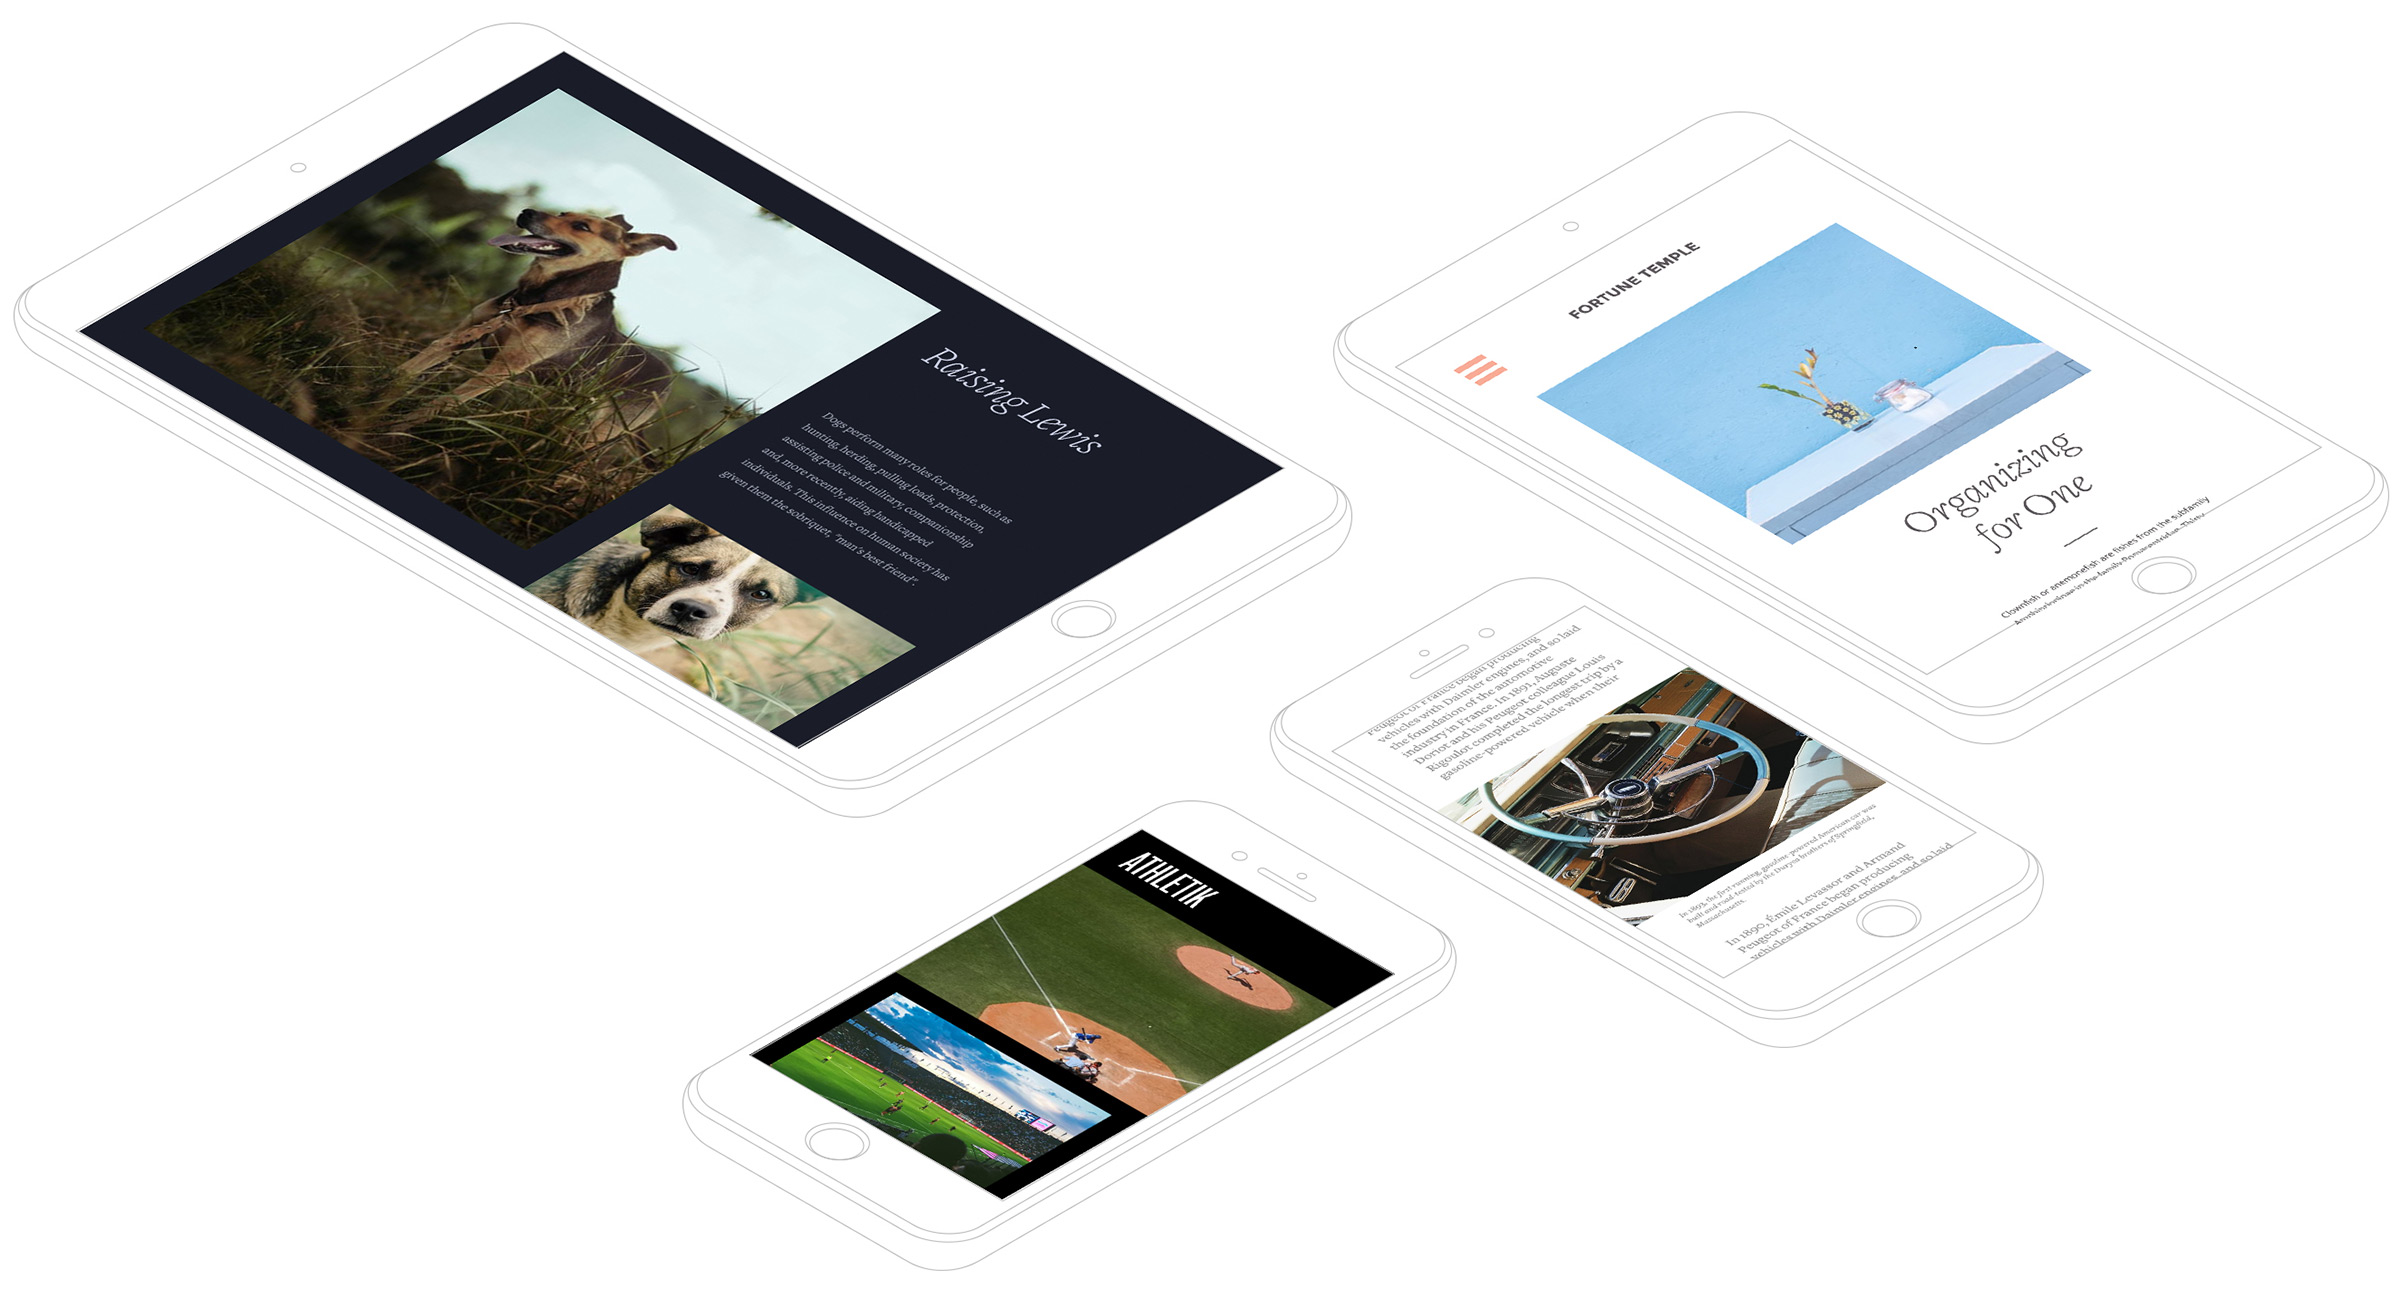 Raising Lewis
Dogs perform many roles for people, such as
hunting, herding, pulling loads, protection,
assisting police and military, companionship
and, more recently, aiding handicapped
individuals. This influence on human society has
given them the sobriquet, "man's best friend".
FORTUNE TEMPLE
Organizing
for One
Clownfish or anemonefish are fishes from the subfamily
Peugeot of France began producing
vehicles with Daimler engines, and so laid
the foundation of the automotive
industry in France. In 1891, Auguste
Doriot and his Peugeot colleague Louis
Rigoulot completed the longest trip by a
gasoline-powered vehicle when their
In 1893, the first running, gasoline-powered American car was
built and road-tested by the Duryea brothers of Springfield,
Massachusetts.
In 1890, Émile Levassor and Armand
Peugeot of France began producing
vehicles with Daimler engines, and so laid
ATHLETIK